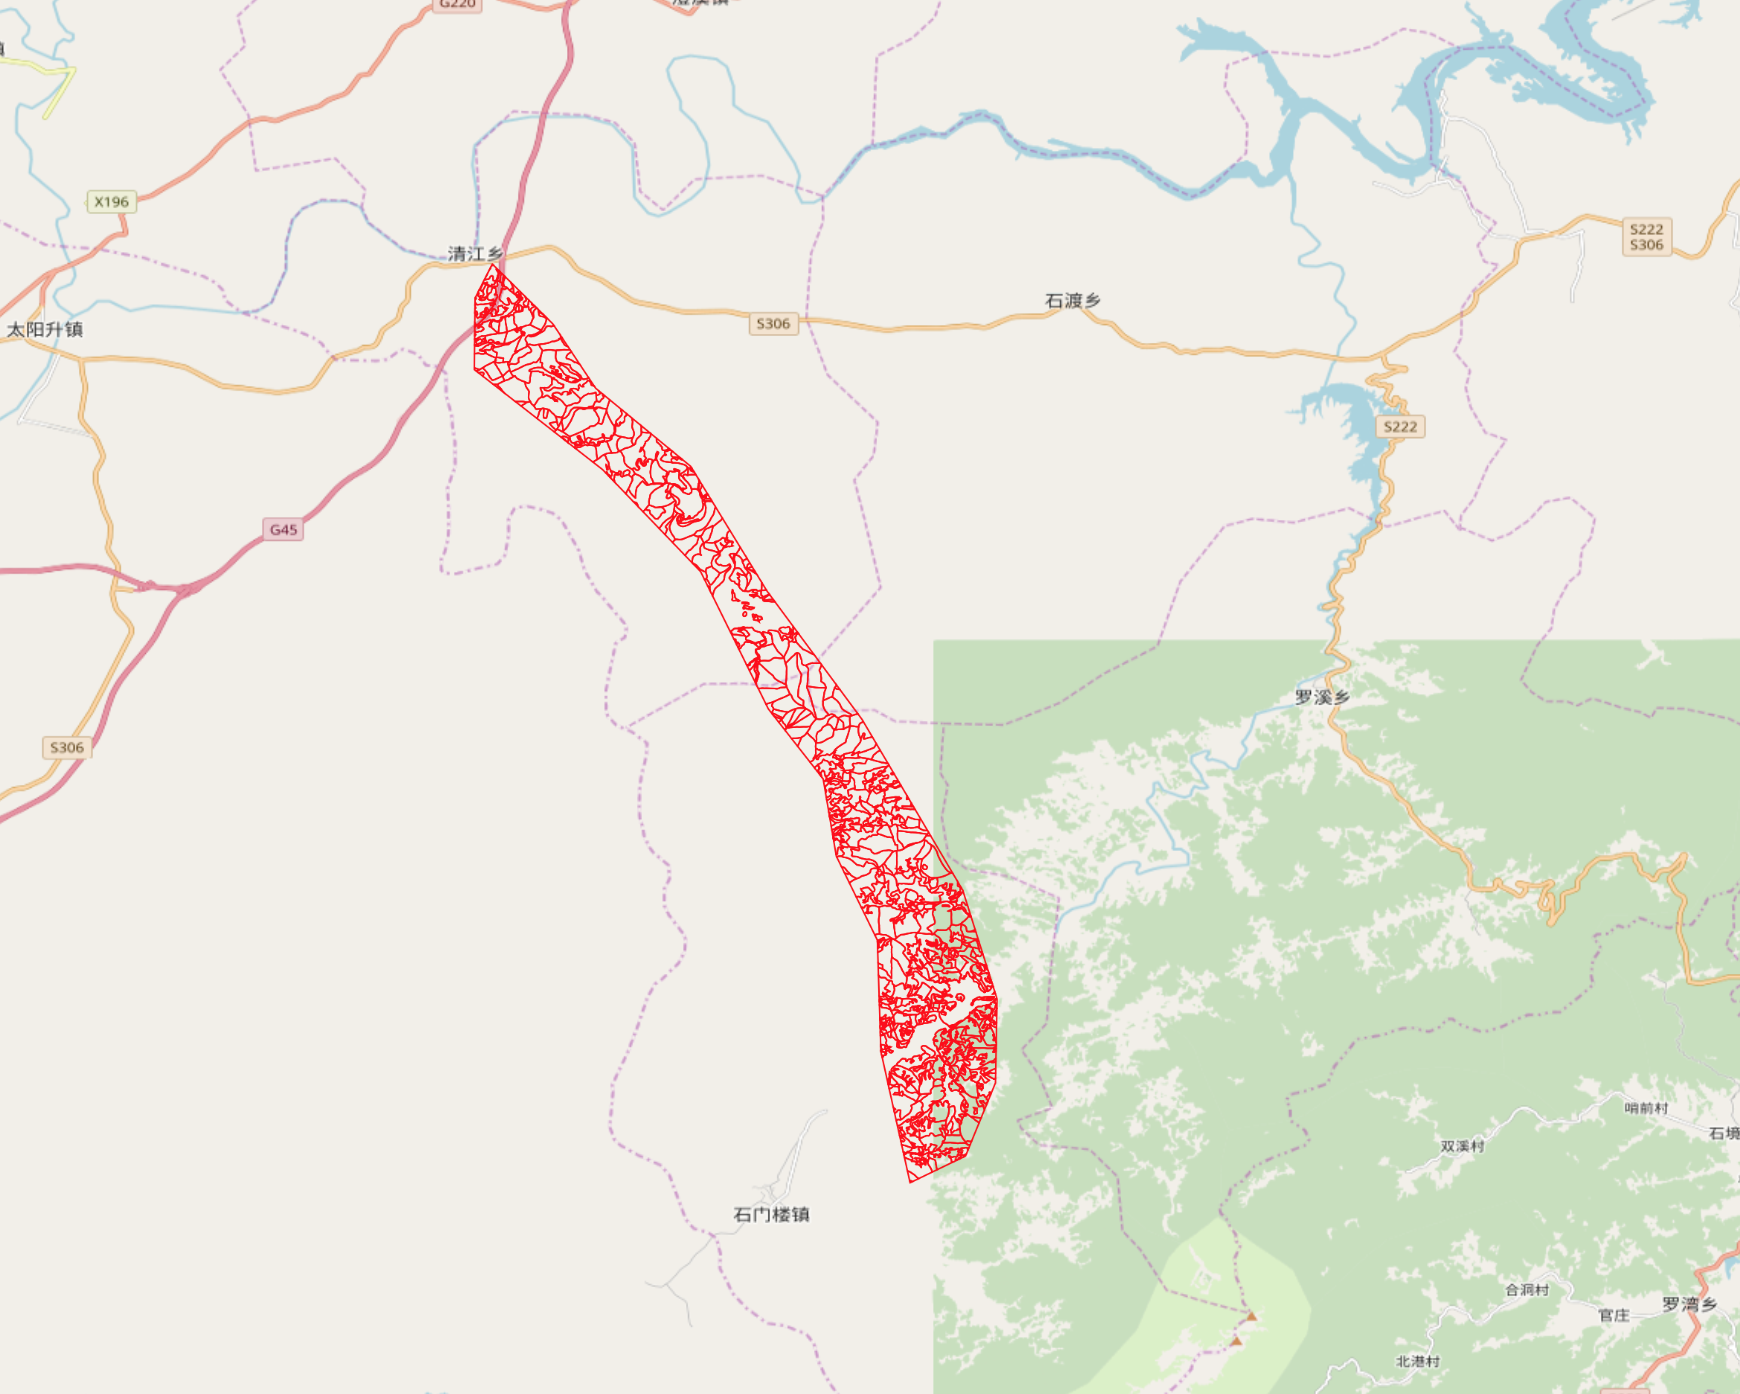 G220
X196
清江乡
S222
S306
石渡乡
太阳升镇
S306
S222
G45
罗溪乡
S306
哨前村
石境
双溪村
石门楼镇
合洞村
罗湾乡
官庄
北港村